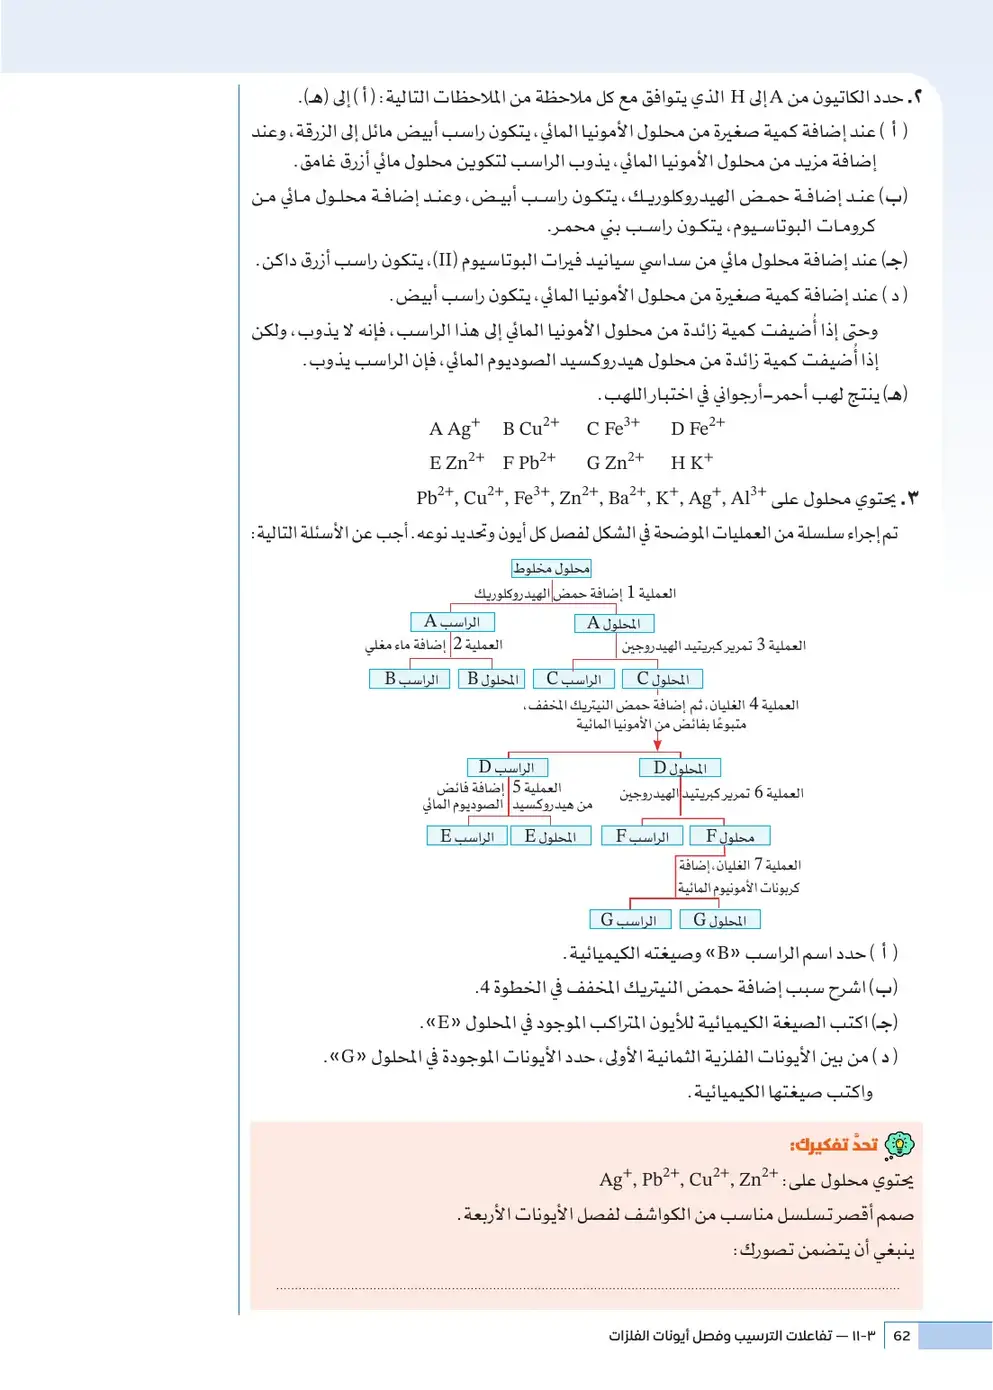 ٢. حدد الكاتيون من A إلى H الذي يتوافق مع كل ملاحظة من الملاحظات التالية: (أ) إلى (هـ).
(أ) عند إضافة كمية صغيرة من محلول الأمونيا المائي، يتكون راسب أبيض مائل إلى الزرقة، وعند
إضافة مزيد من محلول الأمونيا المائي، يذوب الراسب لتكوين محلول مائي أزرق غامق.
(ب) عند إضافة حمض الهيدروكلوريك، يتكون راسب أبيض، وعند إضافة محلول مائي من
كرومات البوتاسيوم، يتكون راسب بني محمر.
(جـ) عند إضافة محلول مائي من سداسي سيانيد فيرات البوتاسيوم (II)، يتكون راسب أزرق داكن.
(د) عند إضافة كمية صغيرة من محلول الأمونيا المائي، يتكون راسب أبيض.
وحتى إذا أُضيفت كمية زائدة من محلول الأمونيا المائي إلى هذا الراسب، فإنه لا يذوب، ولكن
إذا أُضيفت كمية زائدة من محلول هيدروكسيد الصوديوم المائي، فإن الراسب يذوب.
(هـ) ينتج لهب أحمر-أرجواني في اختبار اللهب.
A Ag⁺ B Cu²⁺ C Fe³⁺ D Fe²⁺
E Zn²⁺ F Pb²⁺ G Zn²⁺ H K⁺
٣. يحتوي محلول على Pb²⁺, Cu²⁺, Fe³⁺, Zn²⁺, Ba²⁺, K⁺, Ag⁺, Al³⁺
تم إجراء سلسلة من العمليات الموضحة في الشكل لفصل كل أيون وتحديد نوعه. أجب عن الأسئلة التالية:
محلول مخلوط
العملية 1 إضافة حمض الهيدروكلوريك
المحلول A
الراسب A
العملية 3 تمرير كبريتيد الهيدروجين
العملية 2 إضافة ماء مغلي
المحلول C
الراسب C
المحلول B
الراسب B
العملية 4 الغليان، ثم إضافة حمض النيتريك المخفف،
متبوعًا بفائض من الأمونيا المائية
المحلول D
الراسب D
العملية 6 تمرير كبريتيد الهيدروجين
العملية 5 إضافة فائض
من هيدروكسيد الصوديوم المائي
محلول F
الراسب F
المحلول E
الراسب E
العملية 7 الغليان، إضافة
كربونات الأمونيوم المائية
المحلول G
الراسب G
(أ) حدد اسم الراسب «B» وصيغته الكيميائية.
(ب) اشرح سبب إضافة حمض النيتريك المخفف في الخطوة 4.
(جـ) اكتب الصيغة الكيميائية للأيون المتراكب الموجود في المحلول «E».
(د) من بين الأيونات الفلزية الثمانية الأولى، حدد الأيونات الموجودة في المحلول «G».
واكتب صيغتها الكيميائية.
تحدَّ تفكيرك:
يحتوي محلول على: Ag⁺, Pb²⁺, Cu²⁺, Zn²⁺
صمم أقصر تسلسل مناسب من الكواشف لفصل الأيونات الأربعة.
ينبغي أن يتضمن تصورك:
62 ٣-١١ — تفاعلات الترسيب وفصل أيونات الفلزات